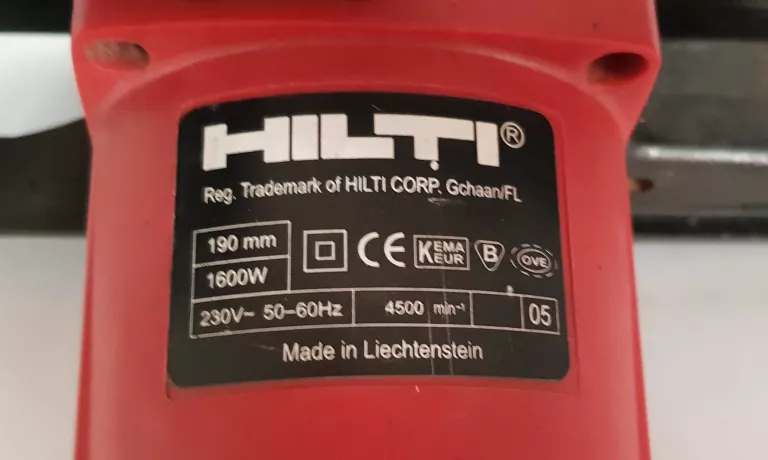 HILTI®
Reg. Trademark of HILTI CORP. Gchaan/FL
190 mm
1600W
CE KEMA KEUR B OVE
230V~ 50–60Hz 4500 min⁻¹ 05
Made in Liechtenstein